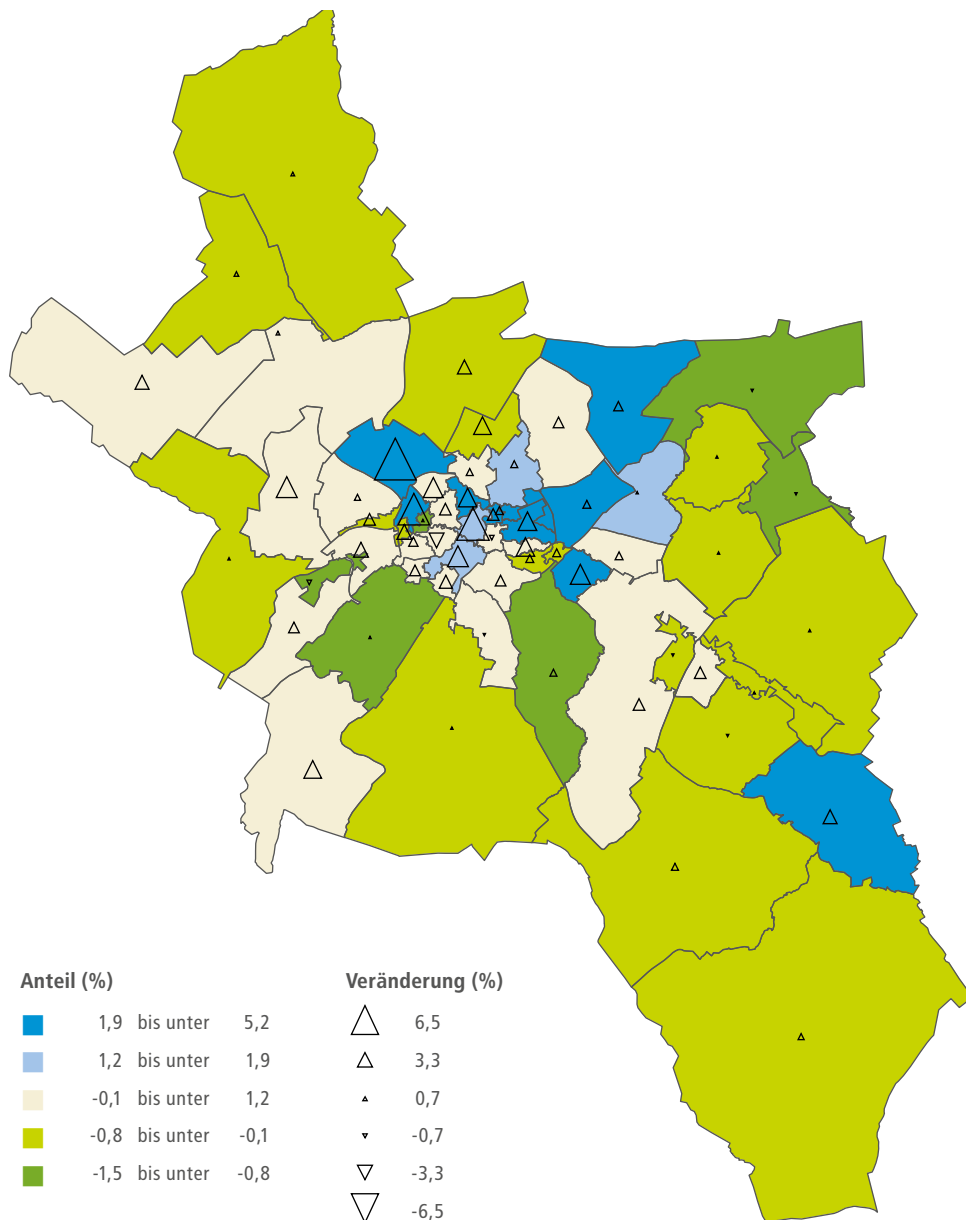 Anteil (%)
1,9 bis unter 5,2
1,2 bis unter 1,9
-0,1 bis unter 1,2
-0,8 bis unter -0,1
-1,5 bis unter -0,8
Veränderung (%)
6,5
3,3
0,7
-0,7
-3,3
-6,5